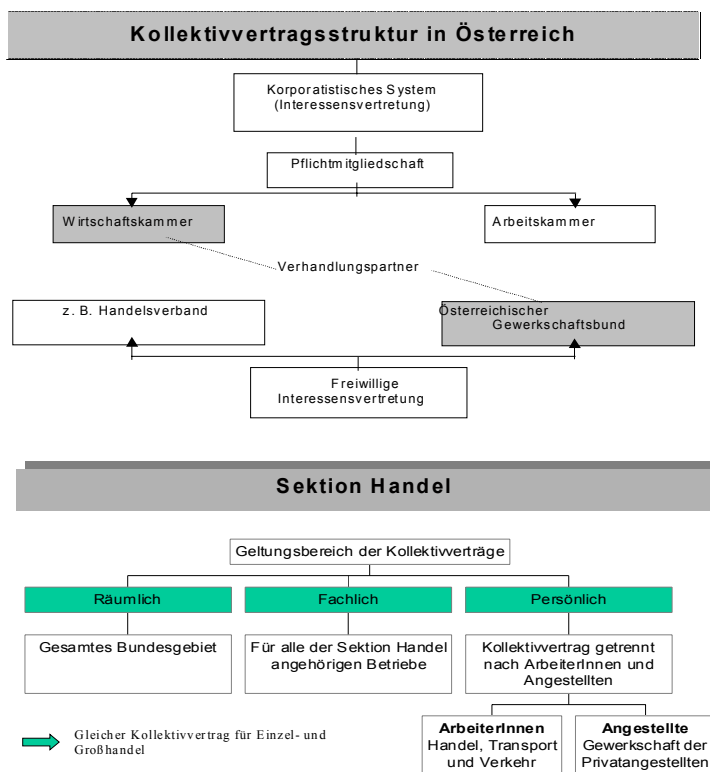 Kollektivvertragsstruktur in Österreich
Korporatistisches System
(Interessensvertretung)
Pflichtmitgliedschaft
Wirtschaftskammer
Arbeitskammer
Verhandlungspartner
z. B. Handelsverband
Österreichischer
Gewerkschaftsbund
Freiwillige
Interessensvertretung
Sektion Handel
Geltungsbereich der Kollektivverträge
Räumlich
Fachlich
Persönlich
Gesamtes Bundesgebiet
Für alle der Sektion Handel
angehörigen Betriebe
Kollektivvertrag getrennt
nach ArbeiterInnen und
Angestellten
ArbeiterInnen
Handel, Transport
und Verkehr
Angestellte
Gewerkschaft der
Privatangestellten
Gleicher Kollektivvertrag für Einzel- und
Großhandel